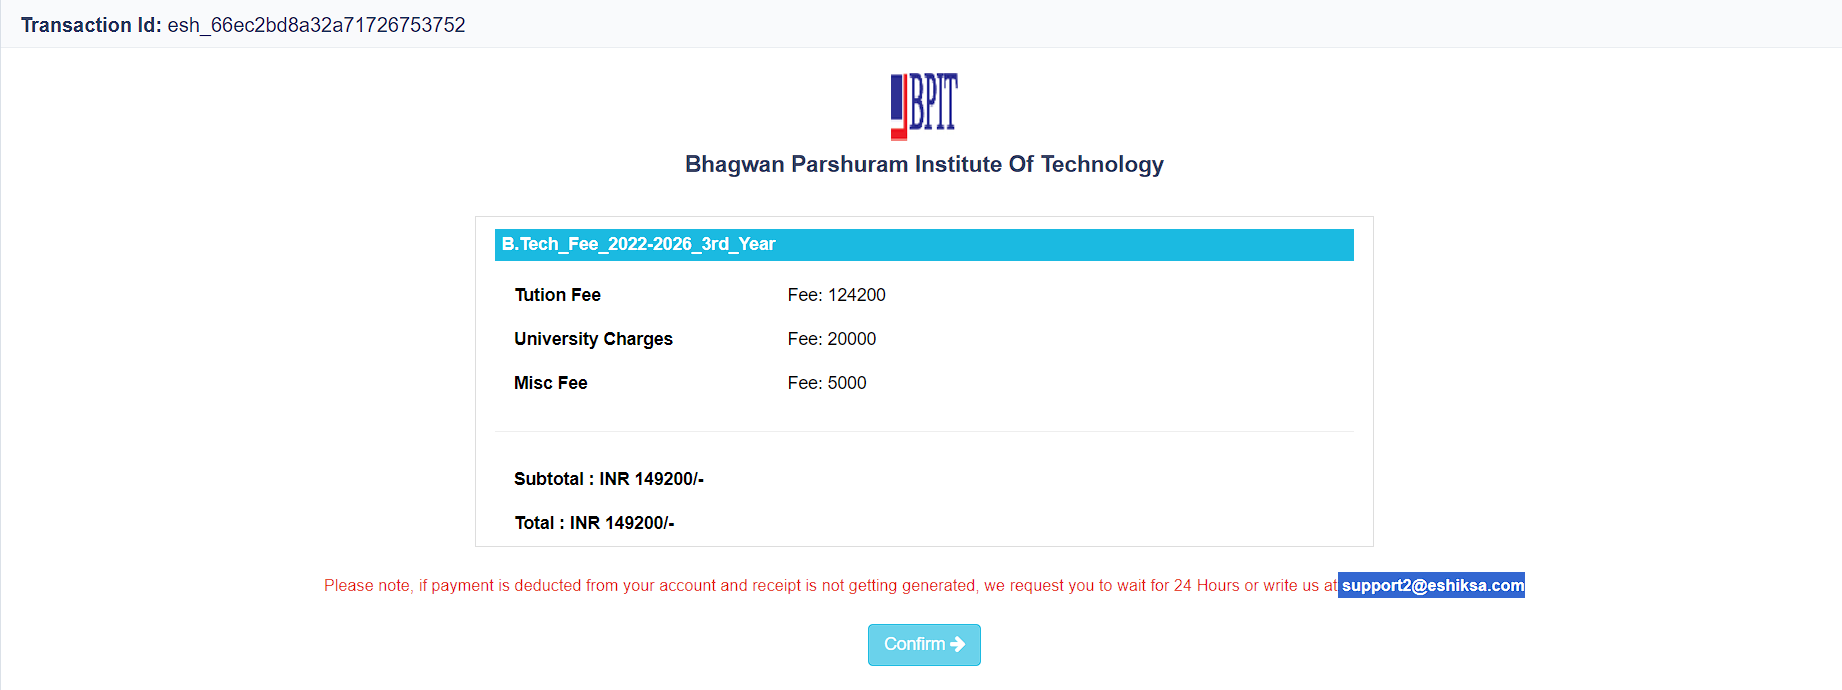 Transaction Id: esh_66ec2bd8a32a71726753752
BPIT
Bhagwan Parshuram Institute Of Technology
B.Tech_Fee_2022-2026_3rd_Year
Tution Fee Fee: 124200
University Charges Fee: 20000
Misc Fee Fee: 5000
Subtotal : INR 149200/-
Total : INR 149200/-
Please note, if payment is deducted from your account and receipt is not getting generated, we request you to wait for 24 Hours or write us at support2@eshiksa.com
Confirm